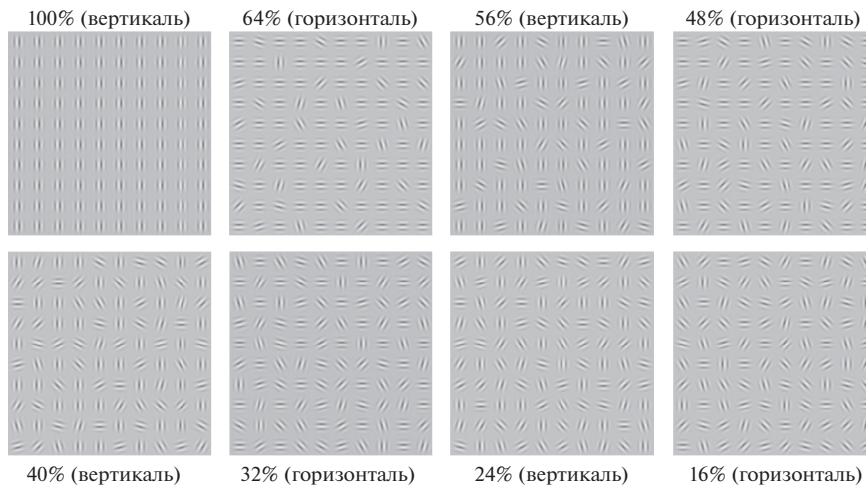 100% (вертикаль)
64% (горизонталь)
56% (вертикаль)
48% (горизонталь)
40% (вертикаль)
32% (горизонталь)
24% (вертикаль)
16% (горизонталь)